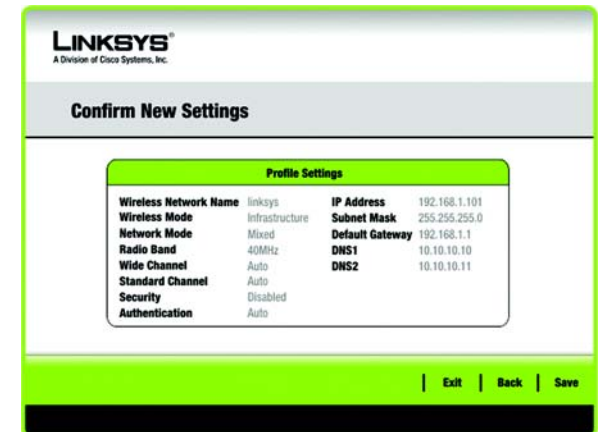 LINKSYS®
A Division of Cisco Systems, Inc.
Confirm New Settings
Profile Settings
Wireless Network Name linksys
Wireless Mode Infrastructure
Network Mode Mixed
Radio Band 40MHz
Wide Channel Auto
Standard Channel Auto
Security Disabled
Authentication Auto
IP Address 192.168.1.101
Subnet Mask 255.255.255.0
Default Gateway 192.168.1.1
DNS1 10.10.10.10
DNS2 10.10.10.11
Exit | Back | Save